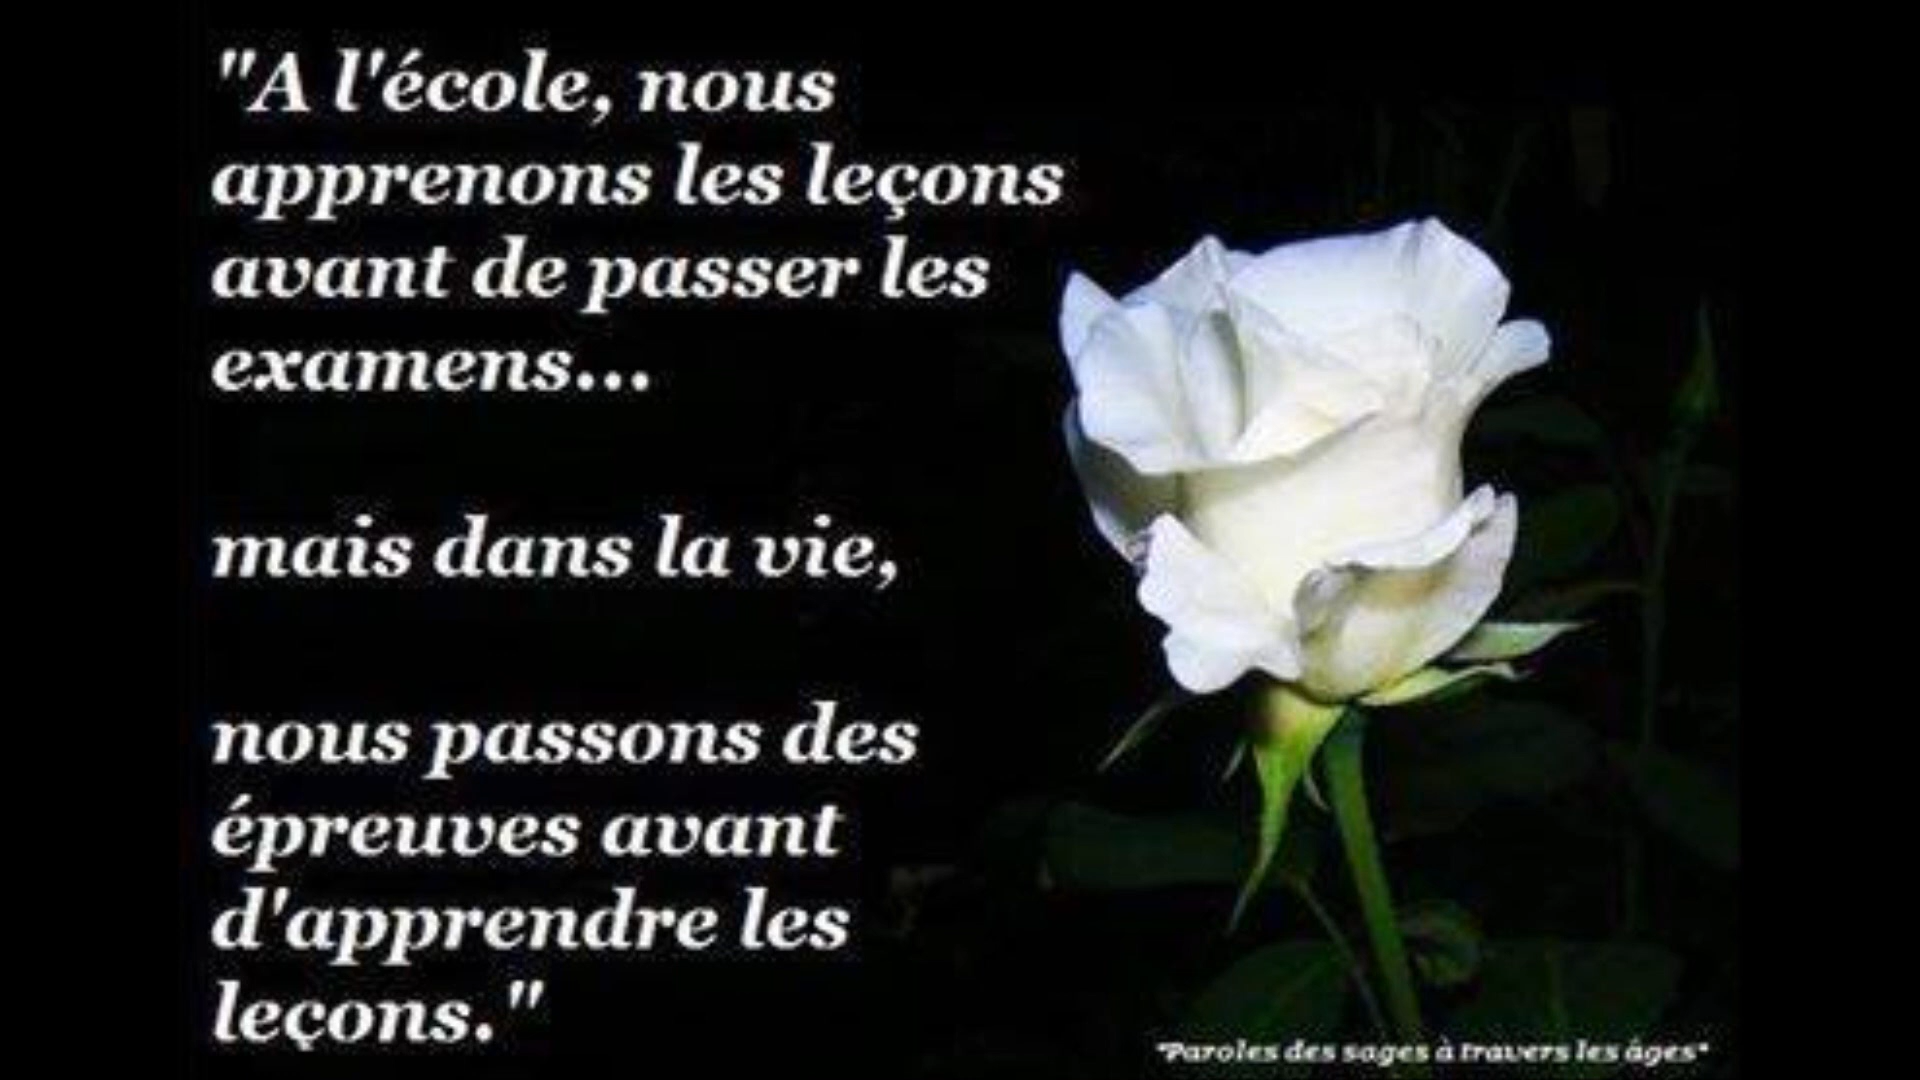 "A l'école, nous
apprenons les leçons
avant de passer les
examens...
mais dans la vie,
nous passons des
épreuves avant
d'apprendre les
leçons."
"Paroles des sages à travers les âges"